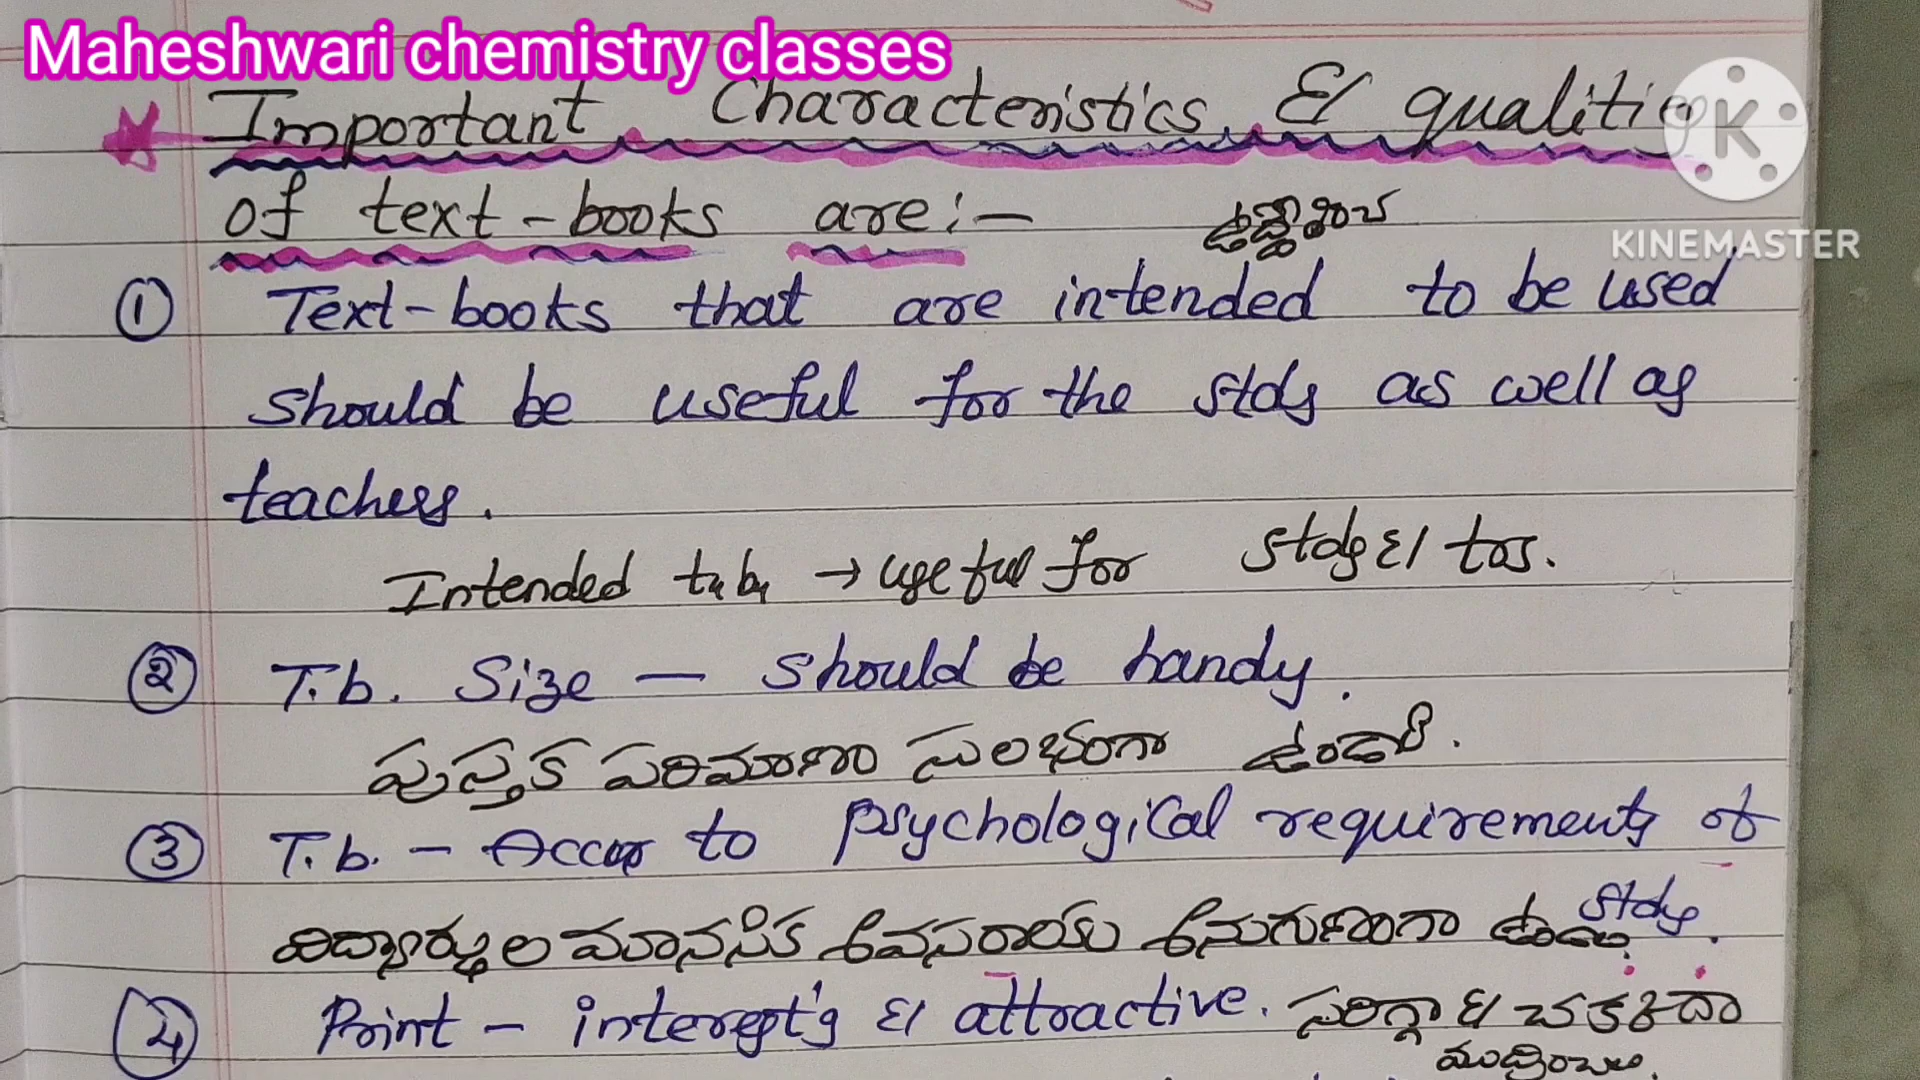 Maheshwari chemistry classes
Important Characteristics & qualities
of text-books are:-
KINEMASTER
① Text-books that are intended to be used
should be useful for the stds as well as
teachers.
Intended → useful for stds & trs.
② T.b. Size — should be handy.
పుస్తక పరిమాణం సులభంగా ఉండాలి.
③ T.b. - Accor to psychological requirements of
stds.
విద్యార్థుల మానసిక అవసరాలకు అనుగుణంగా
④ Print - interest'g & attractive. సరిగ్గా &